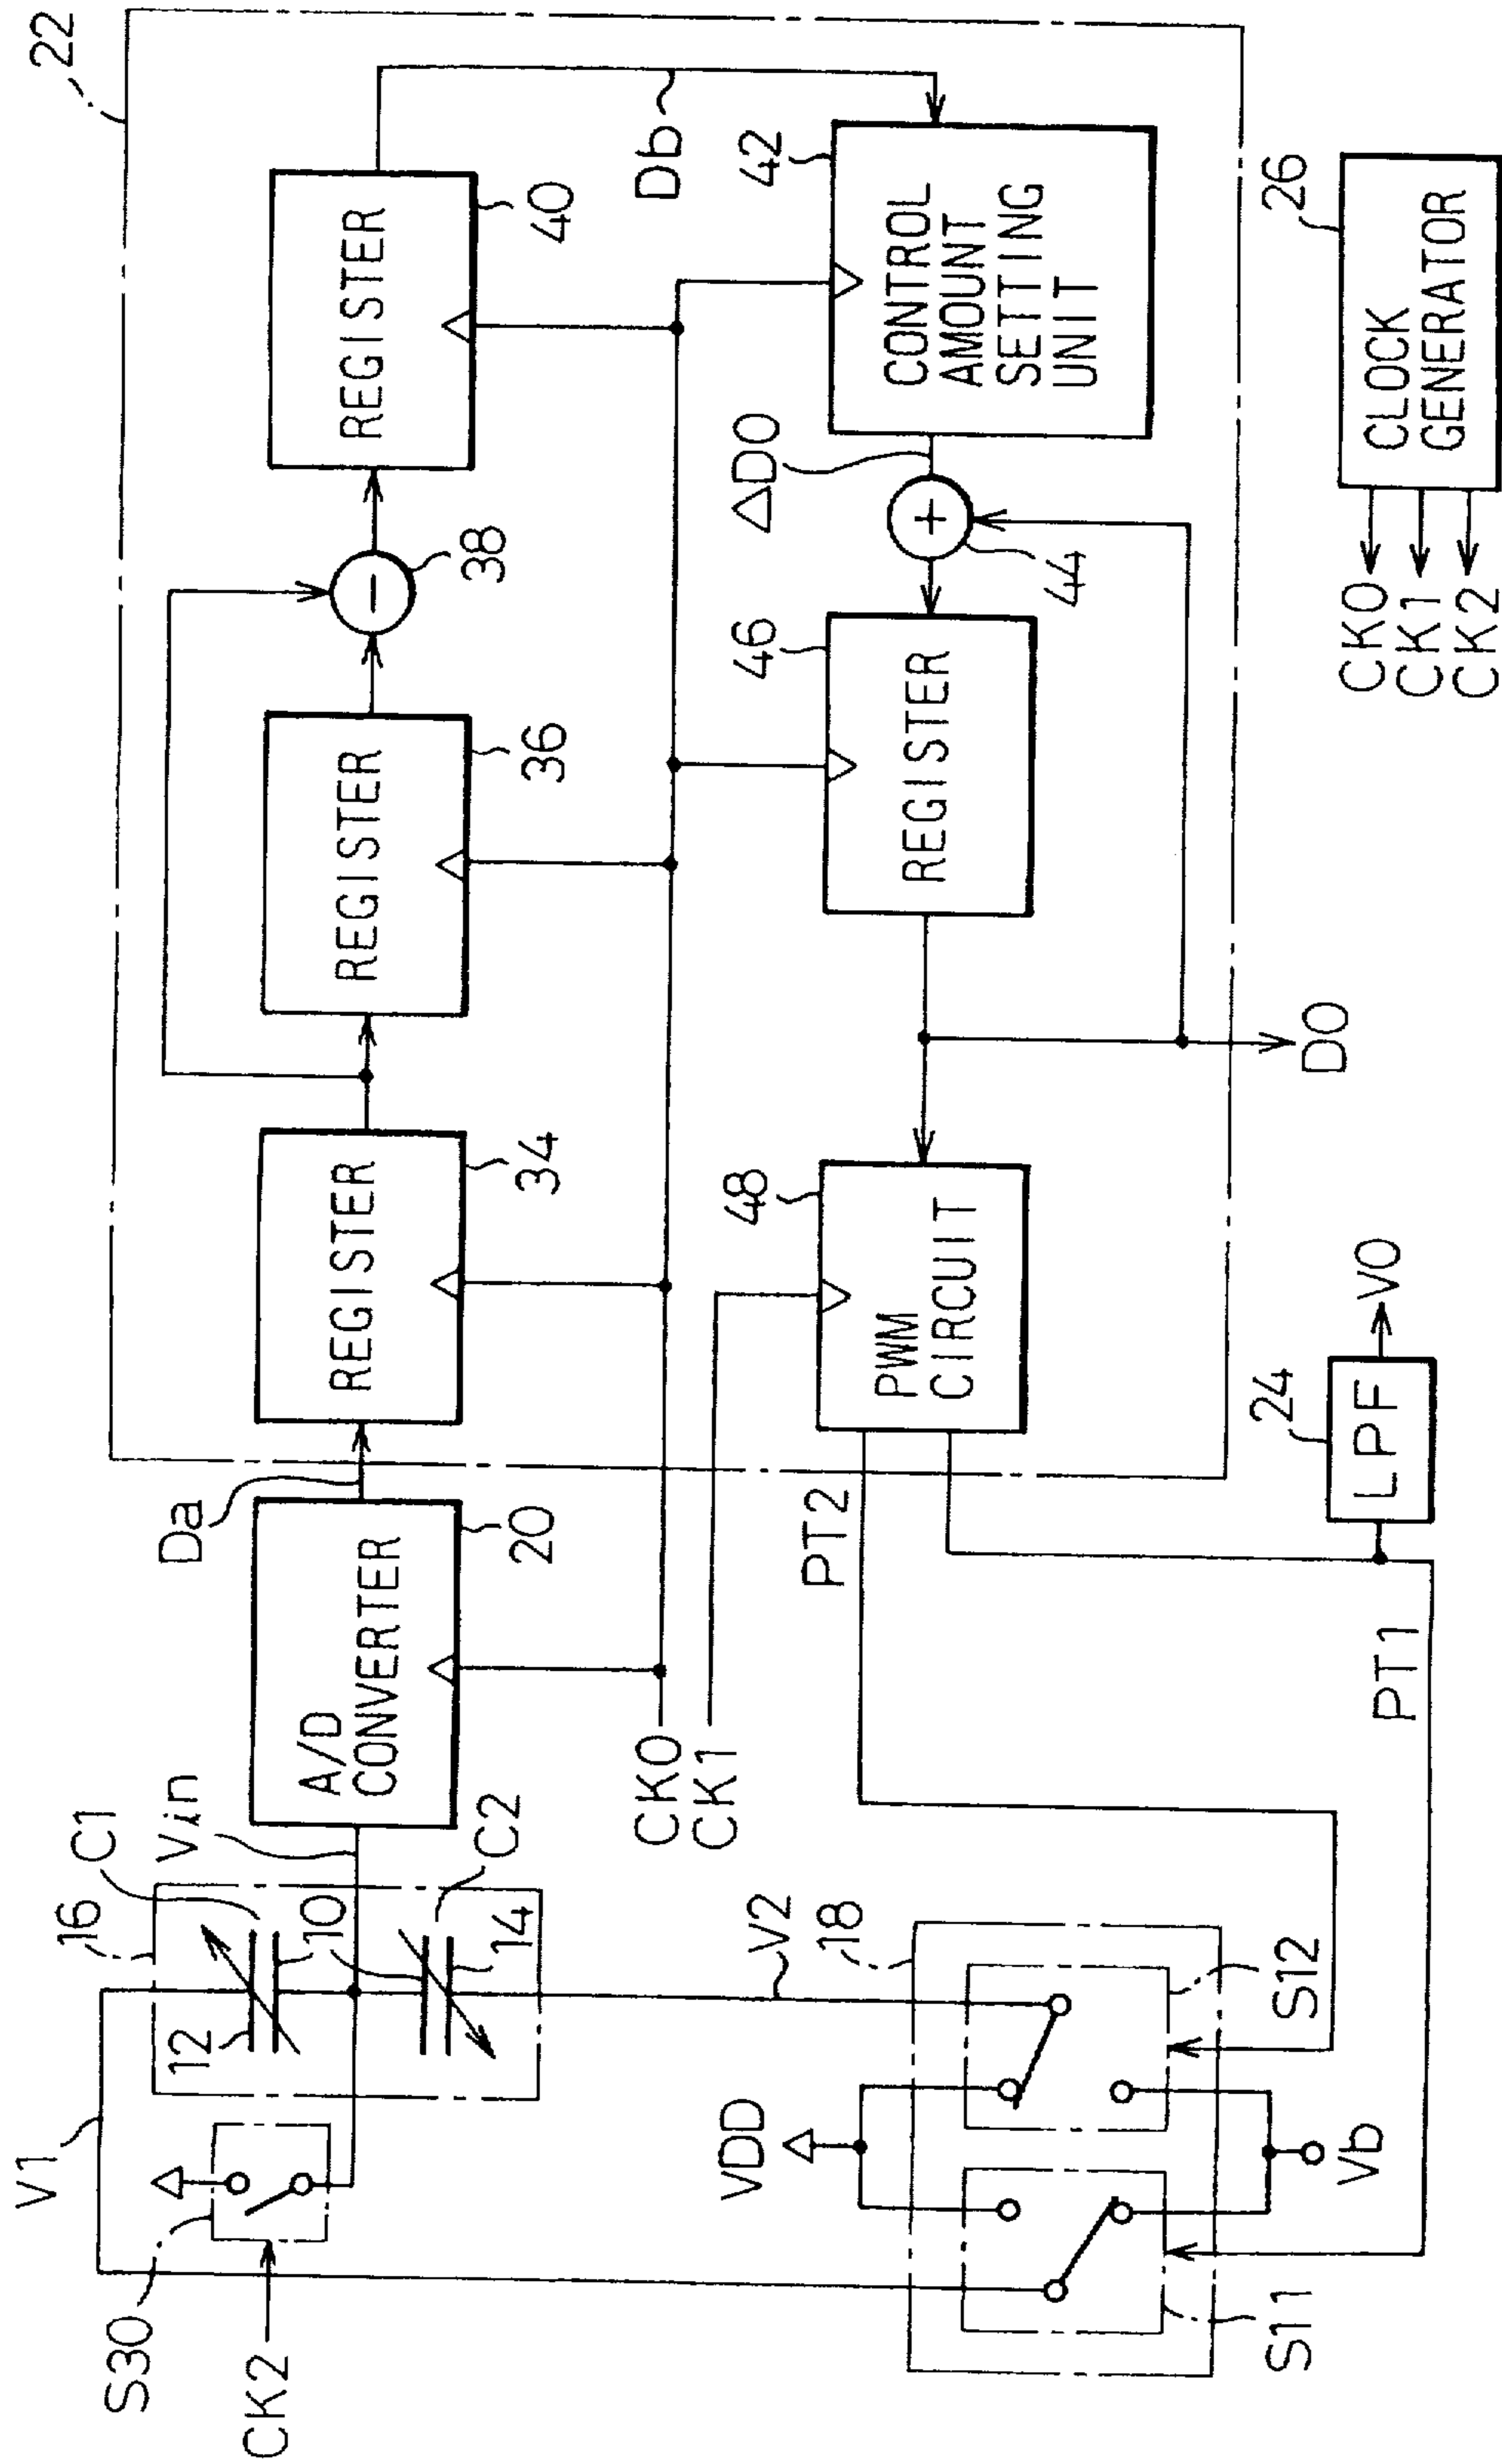 22
V1
S30
CK2
16
C1
Vin
12
10
14
C2
A/D
CONVERTER
20
Da
REGISTER
34
REGISTER
36
38
REGISTER
40
Db
CK0
CK1
V2
18
VDD
Vb
S11
S12
PT2
PT1
PWM
CIRCUIT
48
REGISTER
46
44
△D0
CONTROL
AMOUNT
SETTING
UNIT
42
D0
LPF
24
V0
CLOCK
GENERATOR
26
CK0
CK1
CK2